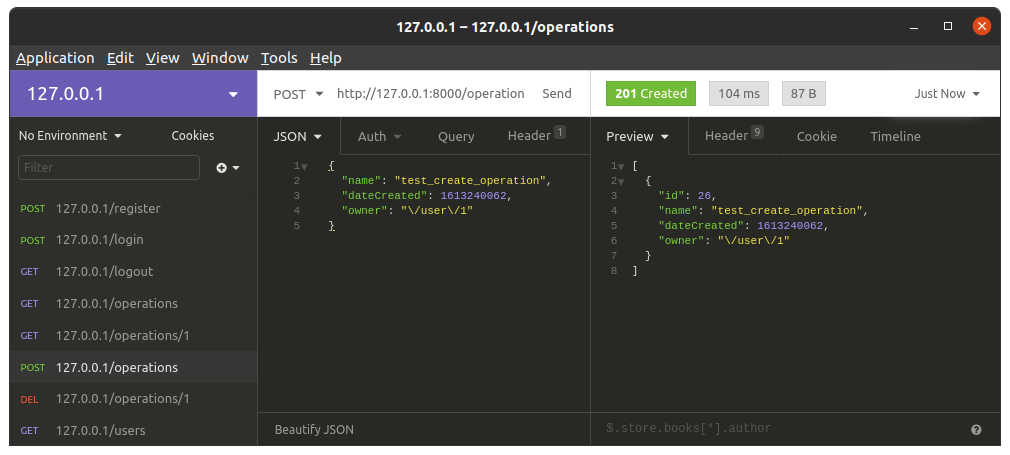 127.0.0.1 – 127.0.0.1/operations
Application Edit View Window Tools Help
127.0.0.1
POST http://127.0.0.1:8000/operation Send
201 Created 104 ms 87 B Just Now
No Environment Cookies
Filter
POST 127.0.0.1/register
POST 127.0.0.1/login
GET 127.0.0.1/logout
GET 127.0.0.1/operations
GET 127.0.0.1/operations/1
POST 127.0.0.1/operations
DEL 127.0.0.1/operations/1
GET 127.0.0.1/users
JSON Auth Query Header 1
1 {
2 "name": "test_create_operation",
3 "dateCreated": 1613240062,
4 "owner": "\/user\/1"
5 }
Beautify JSON
Preview Header 9 Cookie Timeline
1 [
2 {
3 "id": 26,
4 "name": "test_create_operation",
5 "dateCreated": 1613240062,
6 "owner": "\/user\/1"
7 }
8 ]
$.store.books[*].author